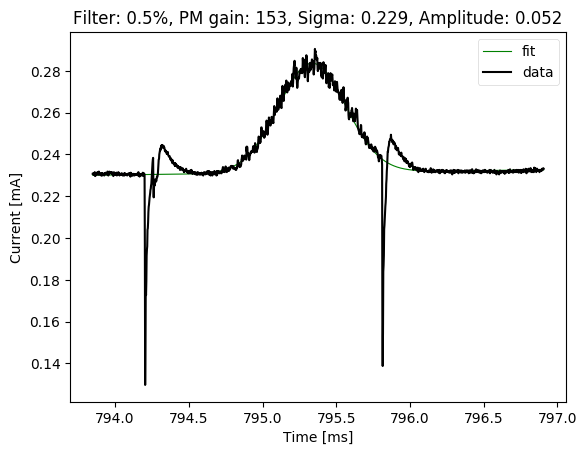 Filter: 0.5%, PM gain: 153, Sigma: 0.229, Amplitude: 0.052
fit
data
0.28
0.26
0.24
0.22
0.20
0.18
0.16
0.14
Current [mA]
794.0 794.5 795.0 795.5 796.0 796.5 797.0
Time [ms]